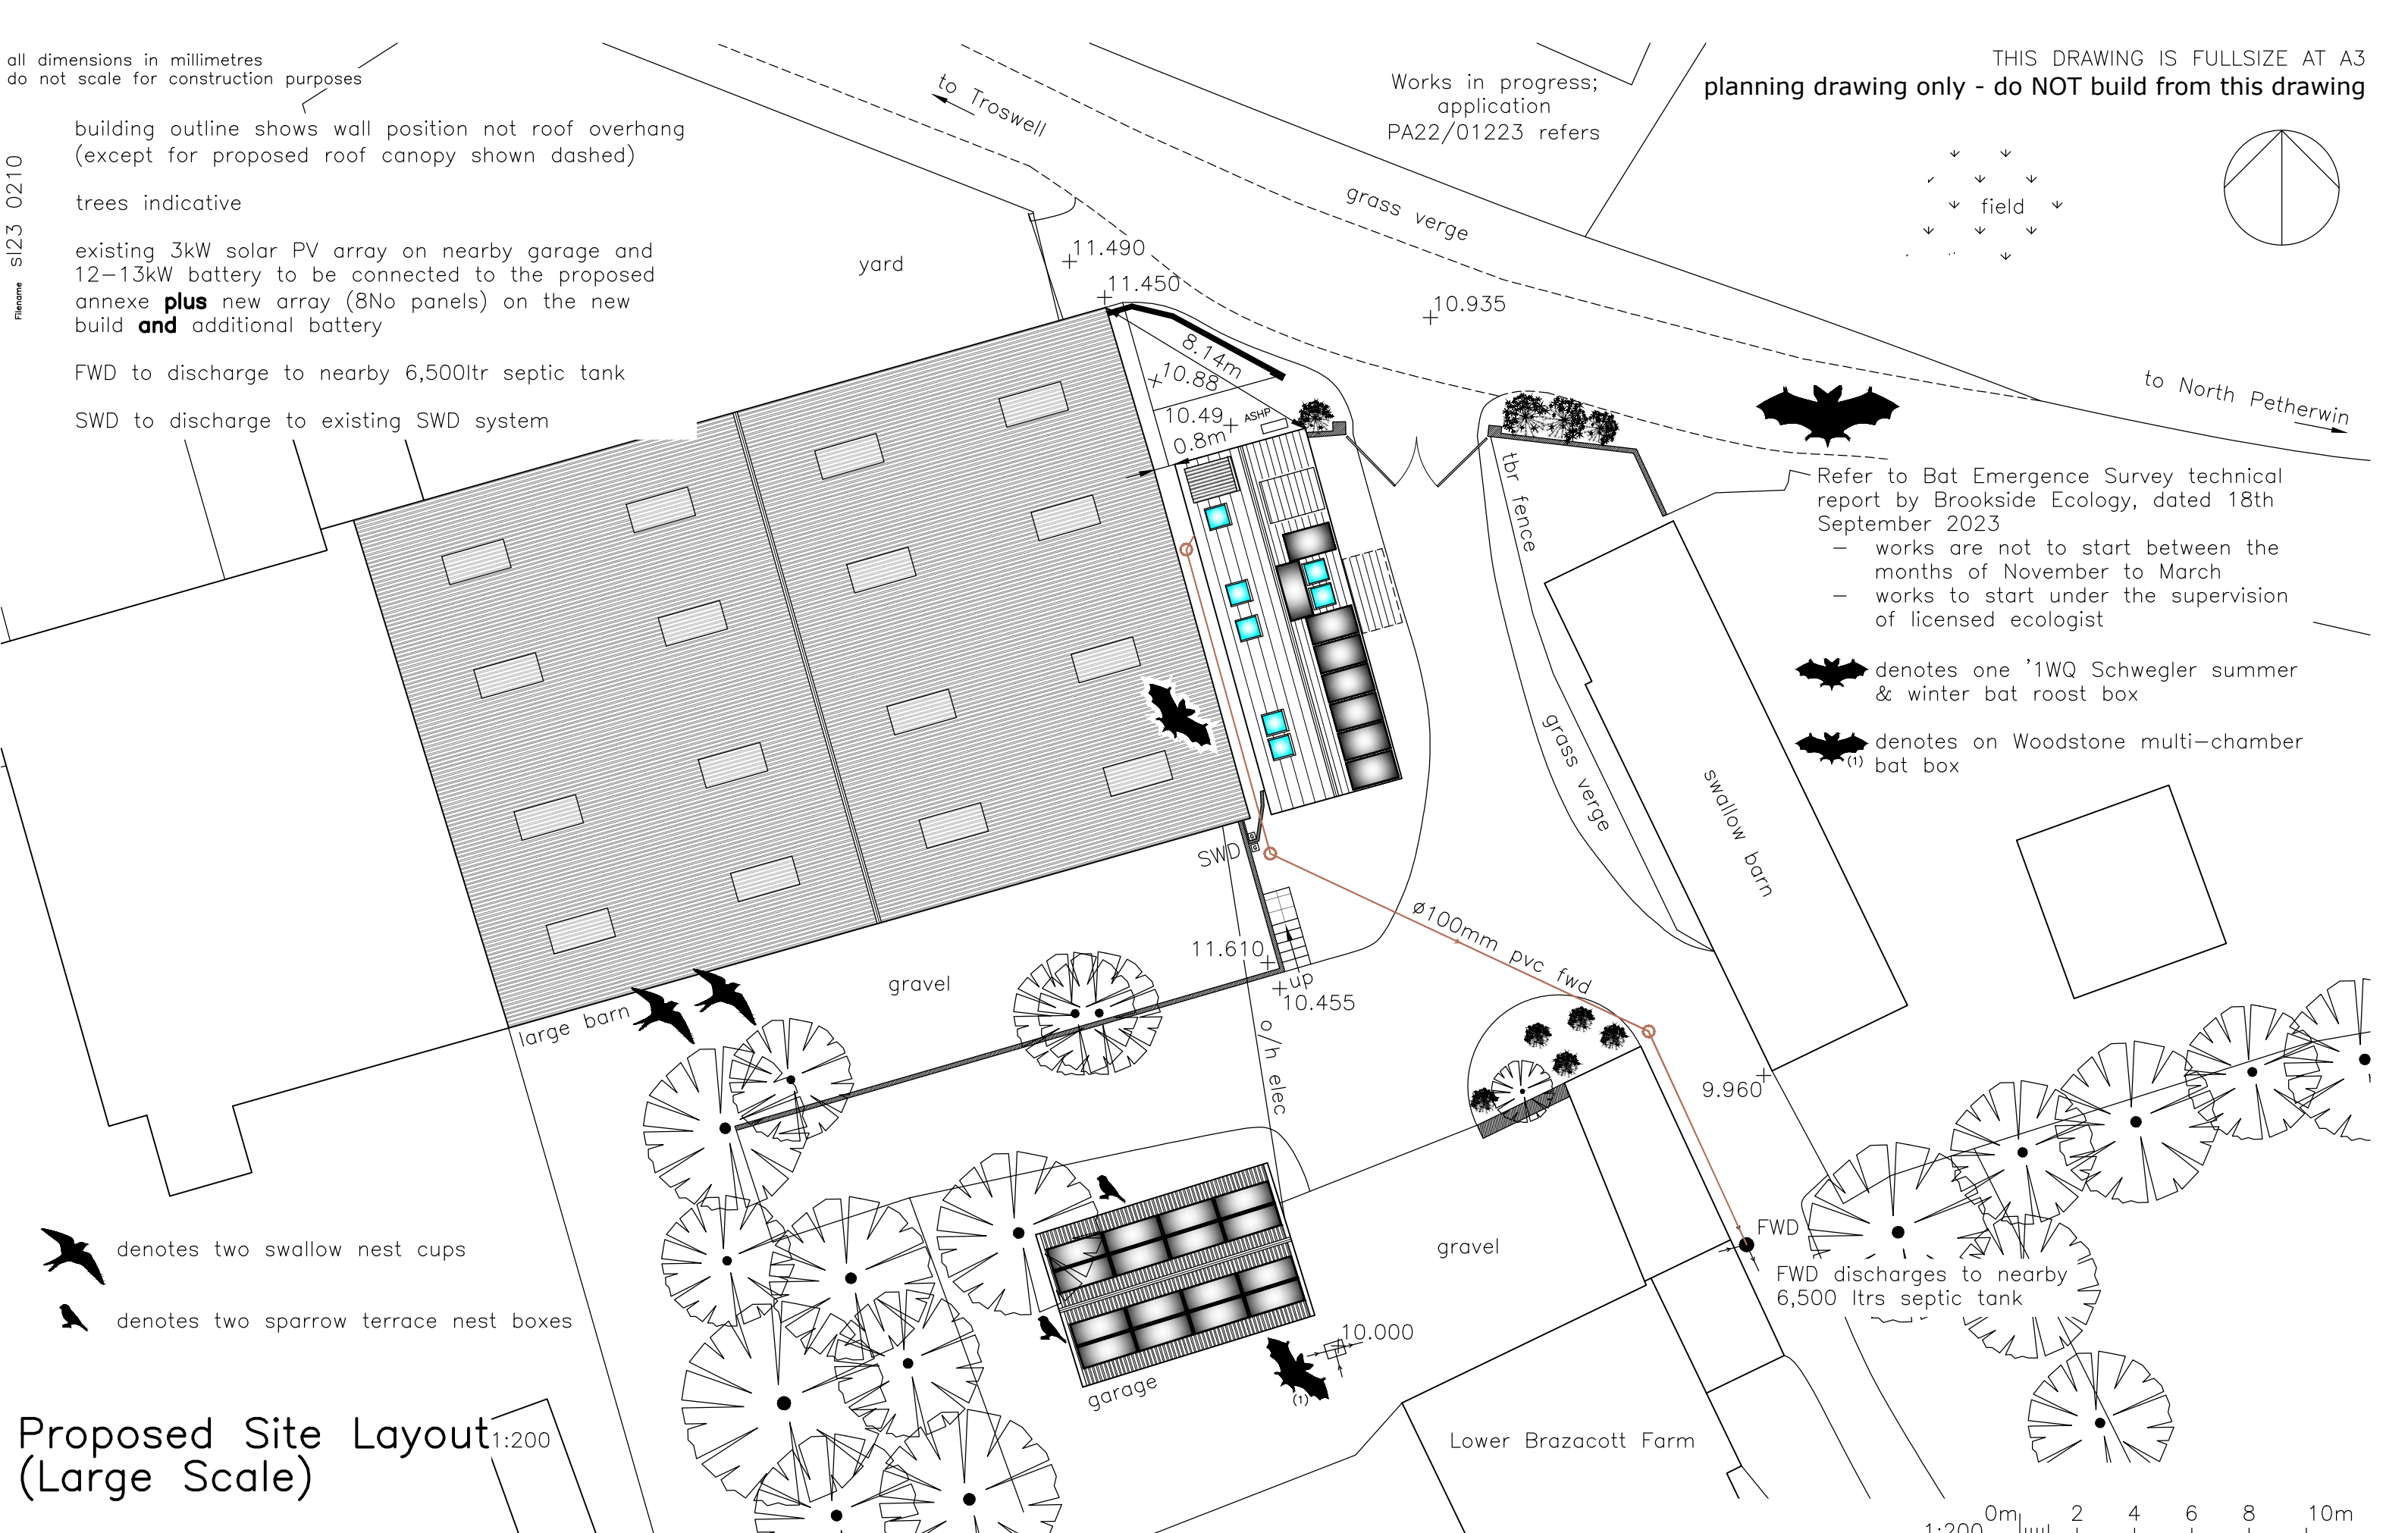 all dimensions in millimetres
do not scale for construction purposes
Filename sl23 0210
building outline shows wall position not roof overhang
(except for proposed roof canopy shown dashed)
trees indicative
existing 3kW solar PV array on nearby garage and
12-13kW battery to be connected to the proposed
annexe plus new array (8No panels) on the new
build and additional battery
FWD to discharge to nearby 6,500ltr septic tank
SWD to discharge to existing SWD system
to Troswell
Works in progress;
application
PA22/01223 refers
THIS DRAWING IS FULLSIZE AT A3
planning drawing only - do NOT build from this drawing
field
grass verge
yard
11.490
11.450
10.935
8.14m
10.88
10.49
ASHP
0.8m
to North Petherwin
tbr fence
Refer to Bat Emergence Survey technical
report by Brookside Ecology, dated 18th
September 2023
- works are not to start between the
months of November to March
- works to start under the supervision
of licensed ecologist
denotes one '1WQ Schwegler summer
& winter bat roost box
denotes on Woodstone multi-chamber
(1) bat box
grass verge
swallow barn
SWD
ø100mm pvc fwd
11.610
up
10.455
gravel
large barn
o/h elec
9.960
FWD
FWD discharges to nearby
6,500 ltrs septic tank
gravel
denotes two swallow nest cups
denotes two sparrow terrace nest boxes
10.000
garage
(1)
Lower Brazacott Farm
Proposed Site Layout 1:200
(Large Scale)
0m 2 4 6 8 10m
1:200